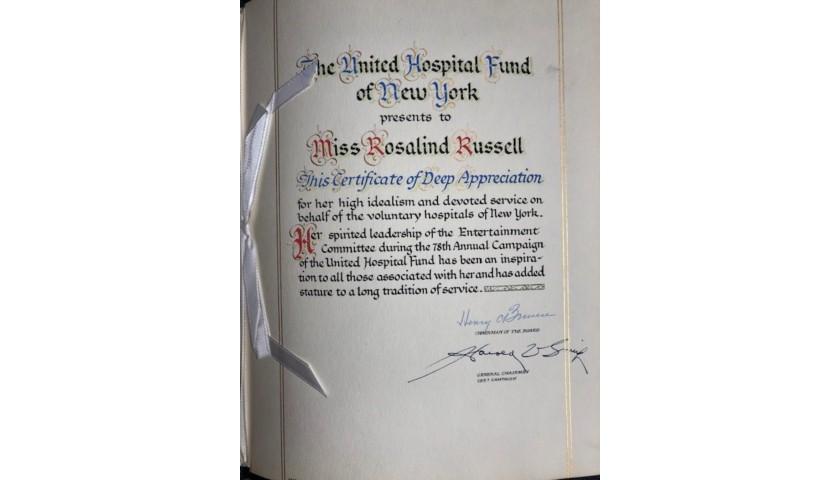 The United Hospital Fund
of New York
presents to
Miss Rosalind Russell
This Certificate of Deep Appreciation
for her high idealism and devoted service on
behalf of the voluntary hospitals of New York.
Her spirited leadership of the Entertainment
Committee during the 78th Annual Campaign
of the United Hospital Fund has been an inspira-
tion to all those associated with her and has added
stature to a long tradition of service.
Henry
CHAIRMAN OF THE BOARD
GENERAL CHAIRMAN
1957 CAMPAIGN